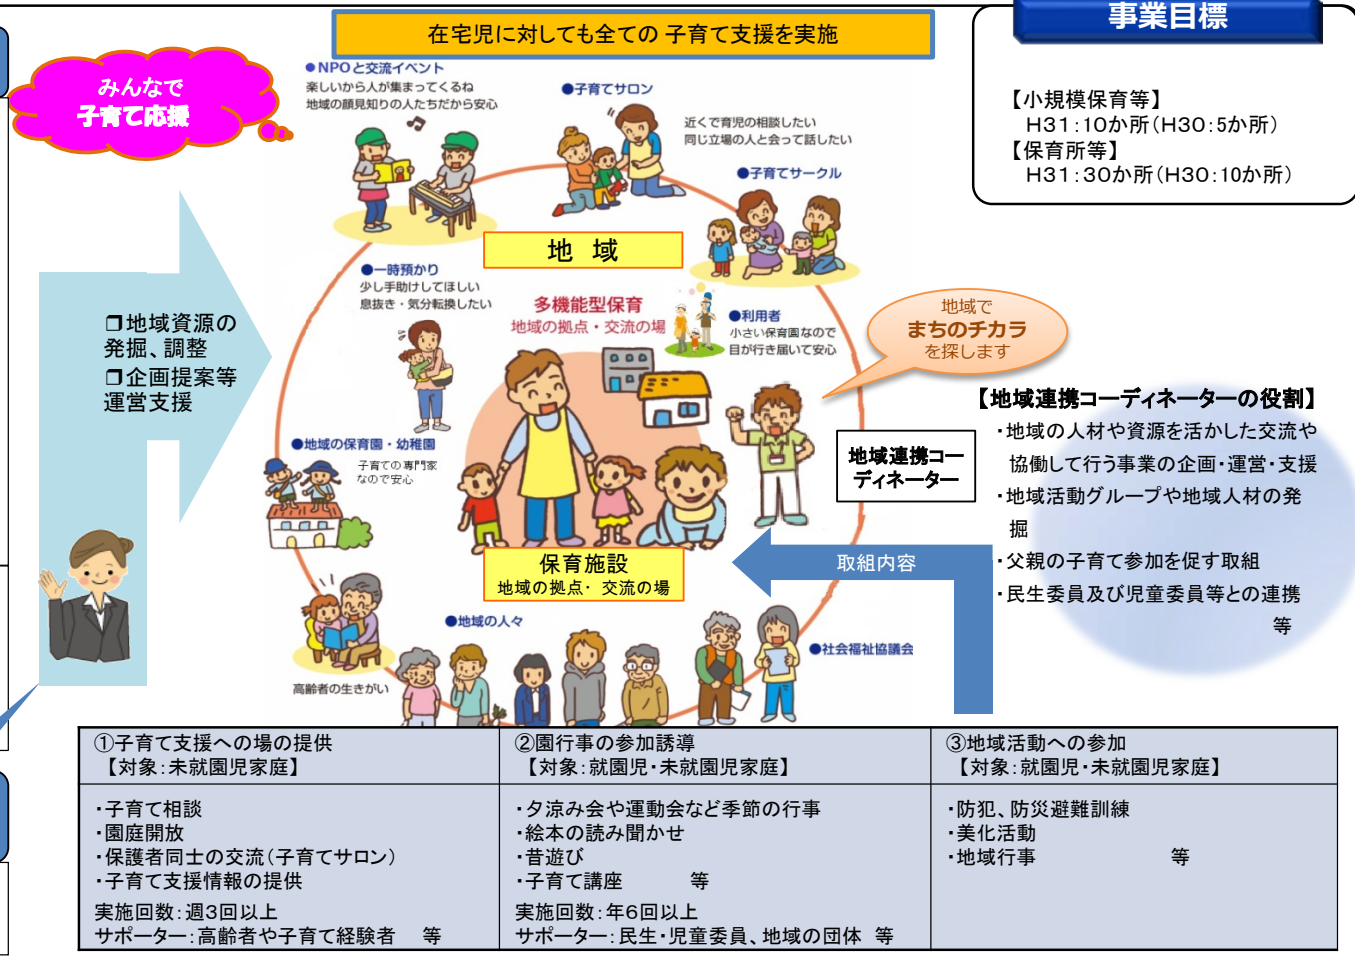 在宅児に対しても全ての 子育て支援を実施
事業目標
【小規模保育等】
H31:10か所(H30:5か所)
【保育所等】
H31:30か所(H30:10か所)
みんなで
子育て応援
●NPOと交流イベント
楽しいから人が集まってくるね
地域の顔見知りの人たちだから安心
●子育てサロン
近くで育児の相談したい
同じ立場の人と会って話したい
●子育てサークル
地 域
●一時預かり
少し手助けしてほしい
息抜き・気分転換したい
多機能型保育
地域の拠点・交流の場
●利用者
小さい保育園なので
目が行き届いて安心
地域で
まちのチカラ
を探します
❒地域資源の
発掘、調整
❒企画提案等
運営支援
●地域の保育園・幼稚園
子育ての専門家
なので安心
地域連携コー
ディネーター
【地域連携コーディネーターの役割】
・地域の人材や資源を活かした交流や
協働して行う事業の企画・運営・支援
・地域活動グループや地域人材の発
掘
・父親の子育て参加を促す取組
・民生委員及び児童委員等との連携
等
保育施設
地域の拠点・ 交流の場
取組内容
●地域の人々
●社会福祉協議会
高齢者の生きがい
①子育て支援への場の提供
【対象:未就園児家庭】
・子育て相談
・園庭開放
・保護者同士の交流(子育てサロン)
・子育て支援情報の提供
実施回数:週3回以上
サポーター:高齢者や子育て経験者 等
②園行事の参加誘導
【対象:就園児・未就園児家庭】
・夕涼み会や運動会など季節の行事
・絵本の読み聞かせ
・昔遊び
・子育て講座 等
実施回数:年6回以上
サポーター:民生・児童委員、地域の団体 等
③地域活動への参加
【対象:就園児・未就園児家庭】
・防犯、防災避難訓練
・美化活動
・地域行事 等